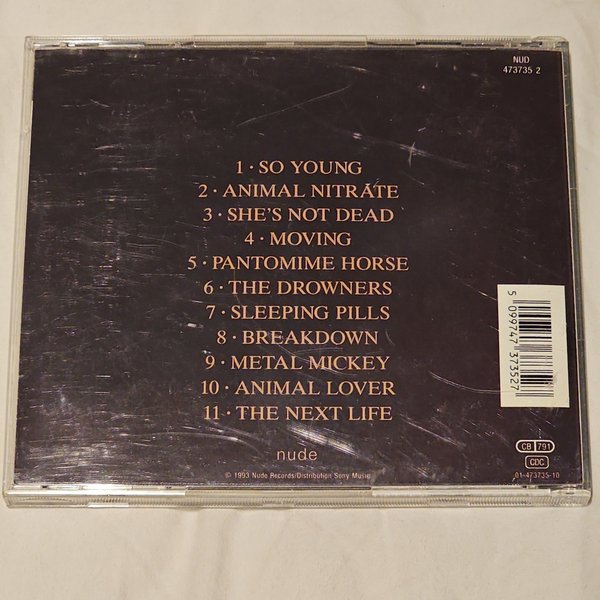 NUD
473735 2
1 · SO YOUNG
2 · ANIMAL NITRATE
3 · SHE'S NOT DEAD
4 · MOVING
5 · PANTOMIME HORSE
6 · THE DROWNERS
7 · SLEEPING PILLS
8 · BREAKDOWN
9 · METAL MICKEY
10 · ANIMAL LOVER
11 · THE NEXT LIFE
5 099747 373527
nude
© 1993 Nude Records/Distribution Sony Music
CB 791
CDC
01-473735-10